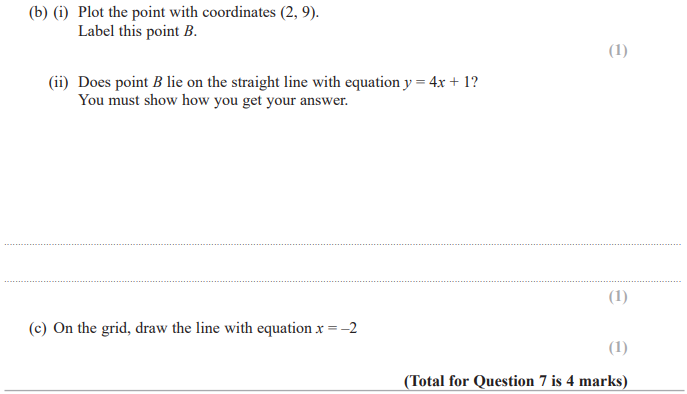 (b) (i) Plot the point with coordinates (2, 9).
Label this point B.
(1)
(ii) Does point B lie on the straight line with equation y = 4x + 1?
You must show how you get your answer.
(1)
(c) On the grid, draw the line with equation x = –2
(1)
(Total for Question 7 is 4 marks)